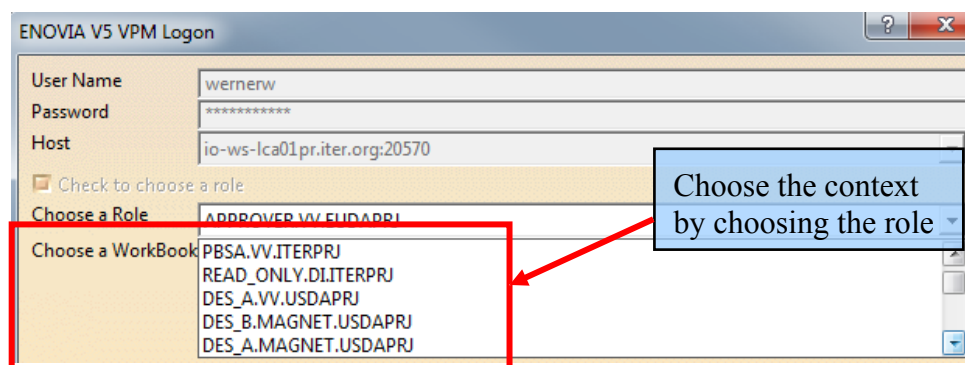 ENOVIA V5 VPM Logon
User Name wernerw
Password ***********
Host io-ws-lca01pr.iter.org:20570
Check to choose a role
Choose a Role APPROVER.VV.EUDAPRJ
Choose the context
by choosing the role
Choose a WorkBook PBSA.VV.ITERPRJ
READ_ONLY.DI.ITERPRJ
DES_A.VV.USDAPRJ
DES_B.MAGNET.USDAPRJ
DES_A.MAGNET.USDAPRJ